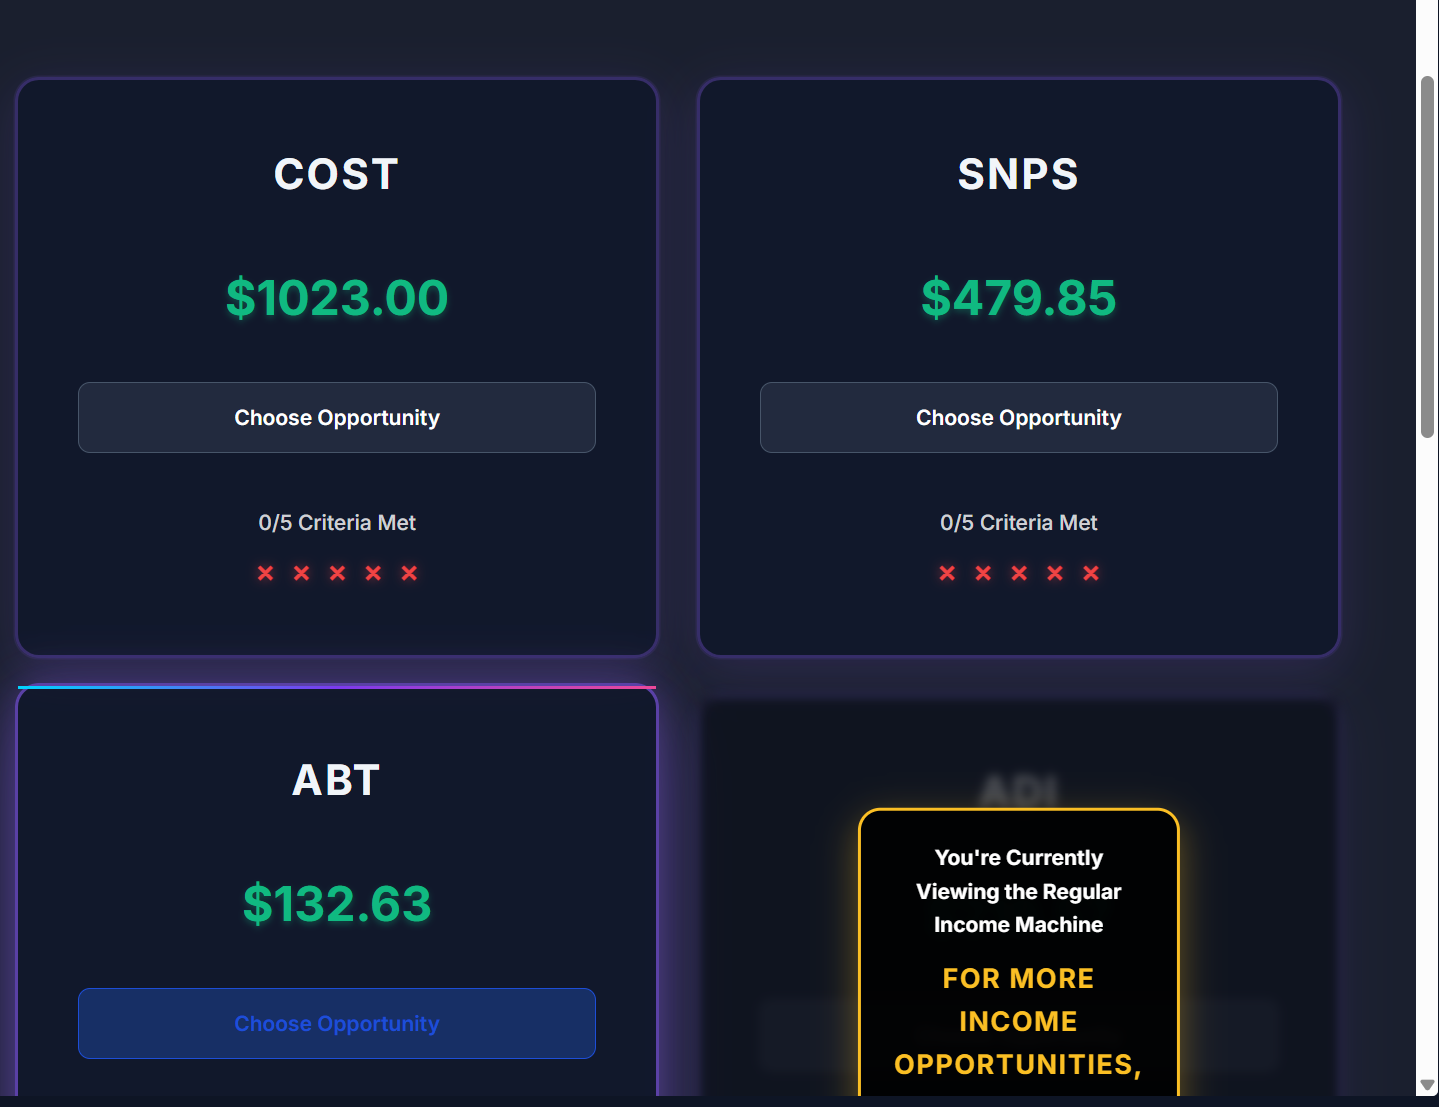 COST
$1023.00
Choose Opportunity
0/5 Criteria Met
✕ ✕ ✕ ✕ ✕
SNPS
$479.85
Choose Opportunity
0/5 Criteria Met
✕ ✕ ✕ ✕ ✕
ABT
$132.63
Choose Opportunity
ADI
You're Currently
Viewing the Regular
Income Machine
FOR MORE
INCOME
OPPORTUNITIES,